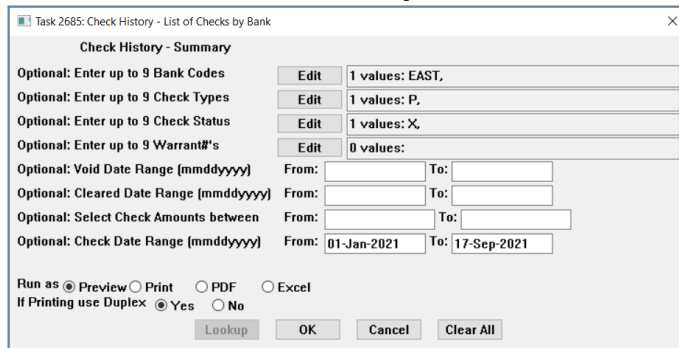 Task 2685: Check History - List of Checks by Bank
Check History - Summary
Optional: Enter up to 9 Bank Codes Edit 1 values: EAST,
Optional: Enter up to 9 Check Types Edit 1 values: P,
Optional: Enter up to 9 Check Status Edit 1 values: X,
Optional: Enter up to 9 Warrant#'s Edit 0 values:
Optional: Void Date Range (mmddyyyy) From: To:
Optional: Cleared Date Range (mmddyyyy) From: To:
Optional: Select Check Amounts between From: To:
Optional: Check Date Range (mmddyyyy) From: 01-Jan-2021 To: 17-Sep-2021
Run as Preview Print PDF Excel
If Printing use Duplex Yes No
Lookup OK Cancel Clear All